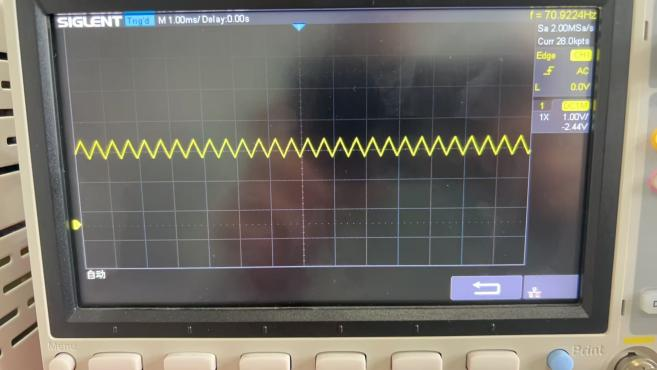 SIGLENT Trig'd M 1.00ms/ Delay:0.00s
f = 70.9224Hz
Sa 2.00MSa/s
Curr 28.0kpts
Edge CH1
AC
L 0.0V
1 DC1M
1X 1.00V/
-2.44V
自动
Menu
Print